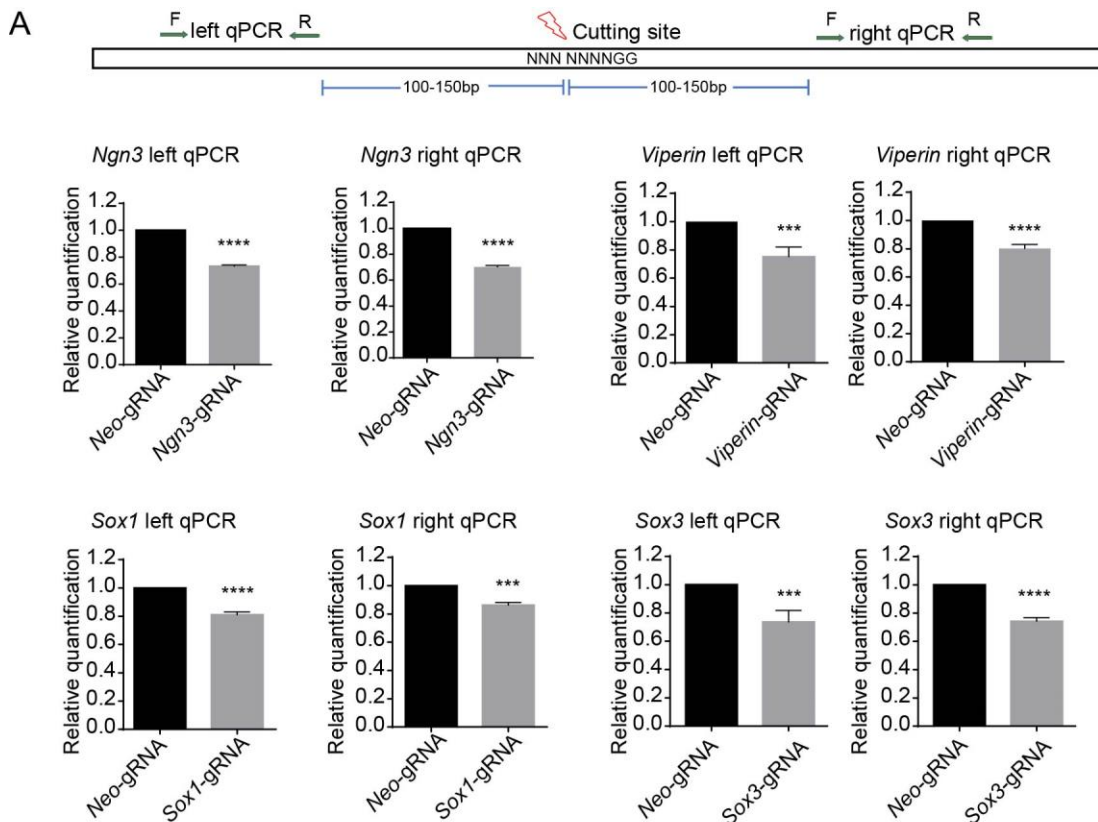 A
F left qPCR R
Cutting site
F right qPCR R
NNN NNNNGG
100-150bp 100-150bp
Ngn3 left qPCR
Relative quantification
1.2
1.0
0.8
0.6
0.4
0.2
0.0
****
Neo-gRNA
Ngn3-gRNA
Ngn3 right qPCR
Relative quantification
1.2
1.0
0.8
0.6
0.4
0.2
0.0
****
Neo-gRNA
Ngn3-gRNA
Viperin left qPCR
Relative quantification
1.2
1.0
0.8
0.6
0.4
0.2
0.0
***
Neo-gRNA
Viperin-gRNA
Viperin right qPCR
Relative quantification
1.2
1.0
0.8
0.6
0.4
0.2
0.0
****
Neo-gRNA
Viperin-gRNA
Sox1 left qPCR
Relative quantification
1.2
1.0
0.8
0.6
0.4
0.2
0.0
****
Neo-gRNA
Sox1-gRNA
Sox1 right qPCR
Relative quantification
1.2
1.0
0.8
0.6
0.4
0.2
0.0
***
Neo-gRNA
Sox1-gRNA
Sox3 left qPCR
Relative quantification
1.2
1.0
0.8
0.6
0.4
0.2
0.0
***
Neo-gRNA
Sox3-gRNA
Sox3 right qPCR
Relative quantification
1.2
1.0
0.8
0.6
0.4
0.2
0.0
****
Neo-gRNA
Sox3-gRNA